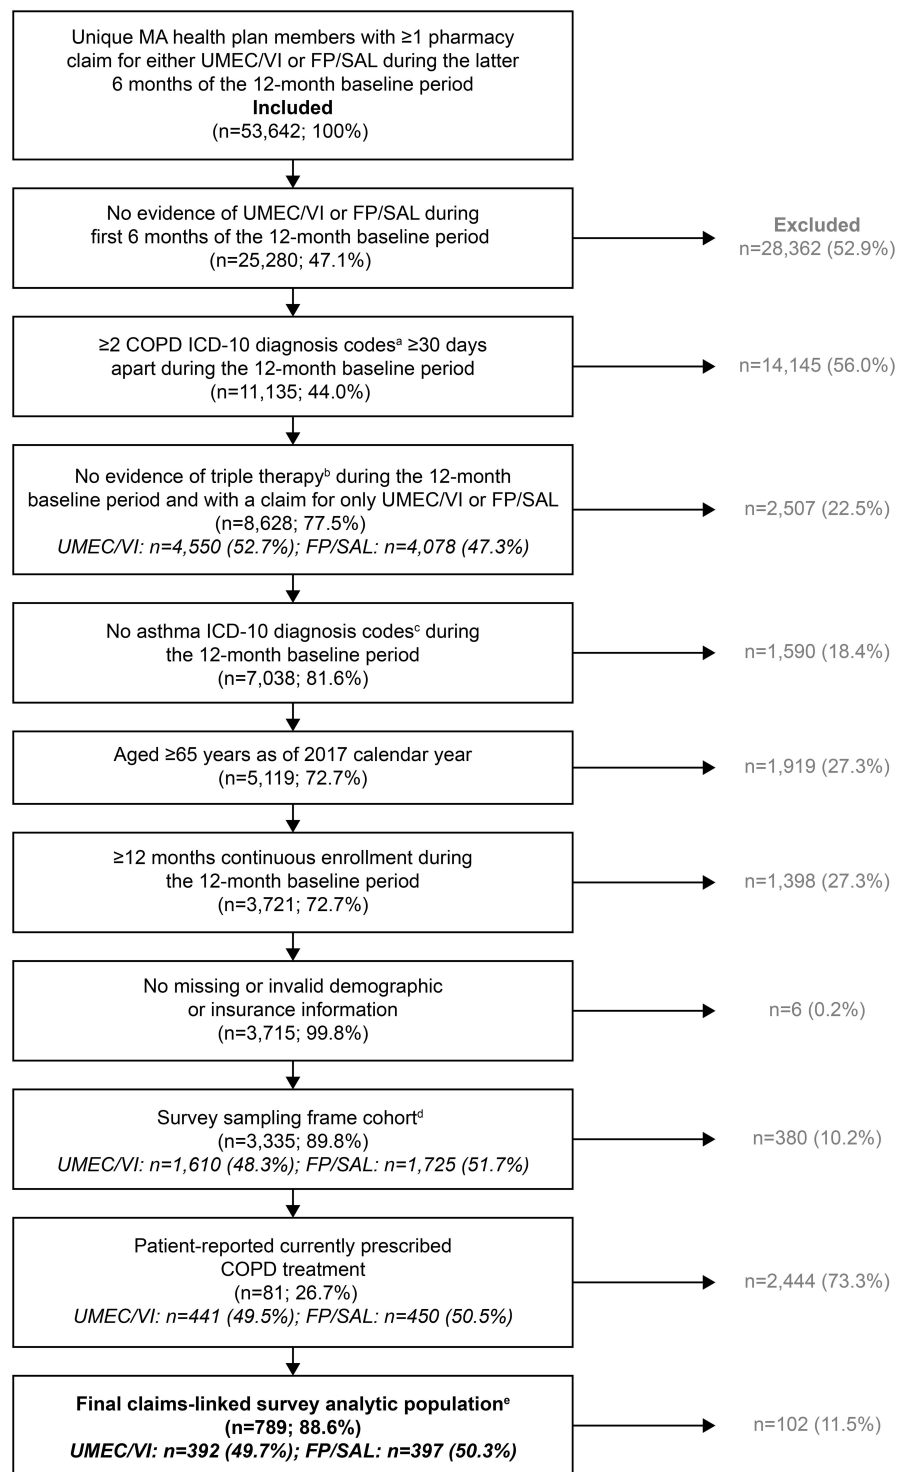 Unique MA health plan members with ≥1 pharmacy
claim for either UMEC/VI or FP/SAL during the latter
6 months of the 12-month baseline period
Included
(n=53,642; 100%)
No evidence of UMEC/VI or FP/SAL during
first 6 months of the 12-month baseline period
(n=25,280; 47.1%)
Excluded
n=28,362 (52.9%)
≥2 COPD ICD-10 diagnosis codesᵃ ≥30 days
apart during the 12-month baseline period
(n=11,135; 44.0%)
n=14,145 (56.0%)
No evidence of triple therapyᵇ during the 12-month
baseline period and with a claim for only UMEC/VI or FP/SAL
(n=8,628; 77.5%)
UMEC/VI: n=4,550 (52.7%); FP/SAL: n=4,078 (47.3%)
n=2,507 (22.5%)
No asthma ICD-10 diagnosis codesᶜ during
the 12-month baseline period
(n=7,038; 81.6%)
n=1,590 (18.4%)
Aged ≥65 years as of 2017 calendar year
(n=5,119; 72.7%)
n=1,919 (27.3%)
≥12 months continuous enrollment during
the 12-month baseline period
(n=3,721; 72.7%)
n=1,398 (27.3%)
No missing or invalid demographic
or insurance information
(n=3,715; 99.8%)
n=6 (0.2%)
Survey sampling frame cohortᵈ
(n=3,335; 89.8%)
UMEC/VI: n=1,610 (48.3%); FP/SAL: n=1,725 (51.7%)
n=380 (10.2%)
Patient-reported currently prescribed
COPD treatment
(n=81; 26.7%)
UMEC/VI: n=441 (49.5%); FP/SAL: n=450 (50.5%)
n=2,444 (73.3%)
Final claims-linked survey analytic populationᵉ
(n=789; 88.6%)
UMEC/VI: n=392 (49.7%); FP/SAL: n=397 (50.3%)
n=102 (11.5%)